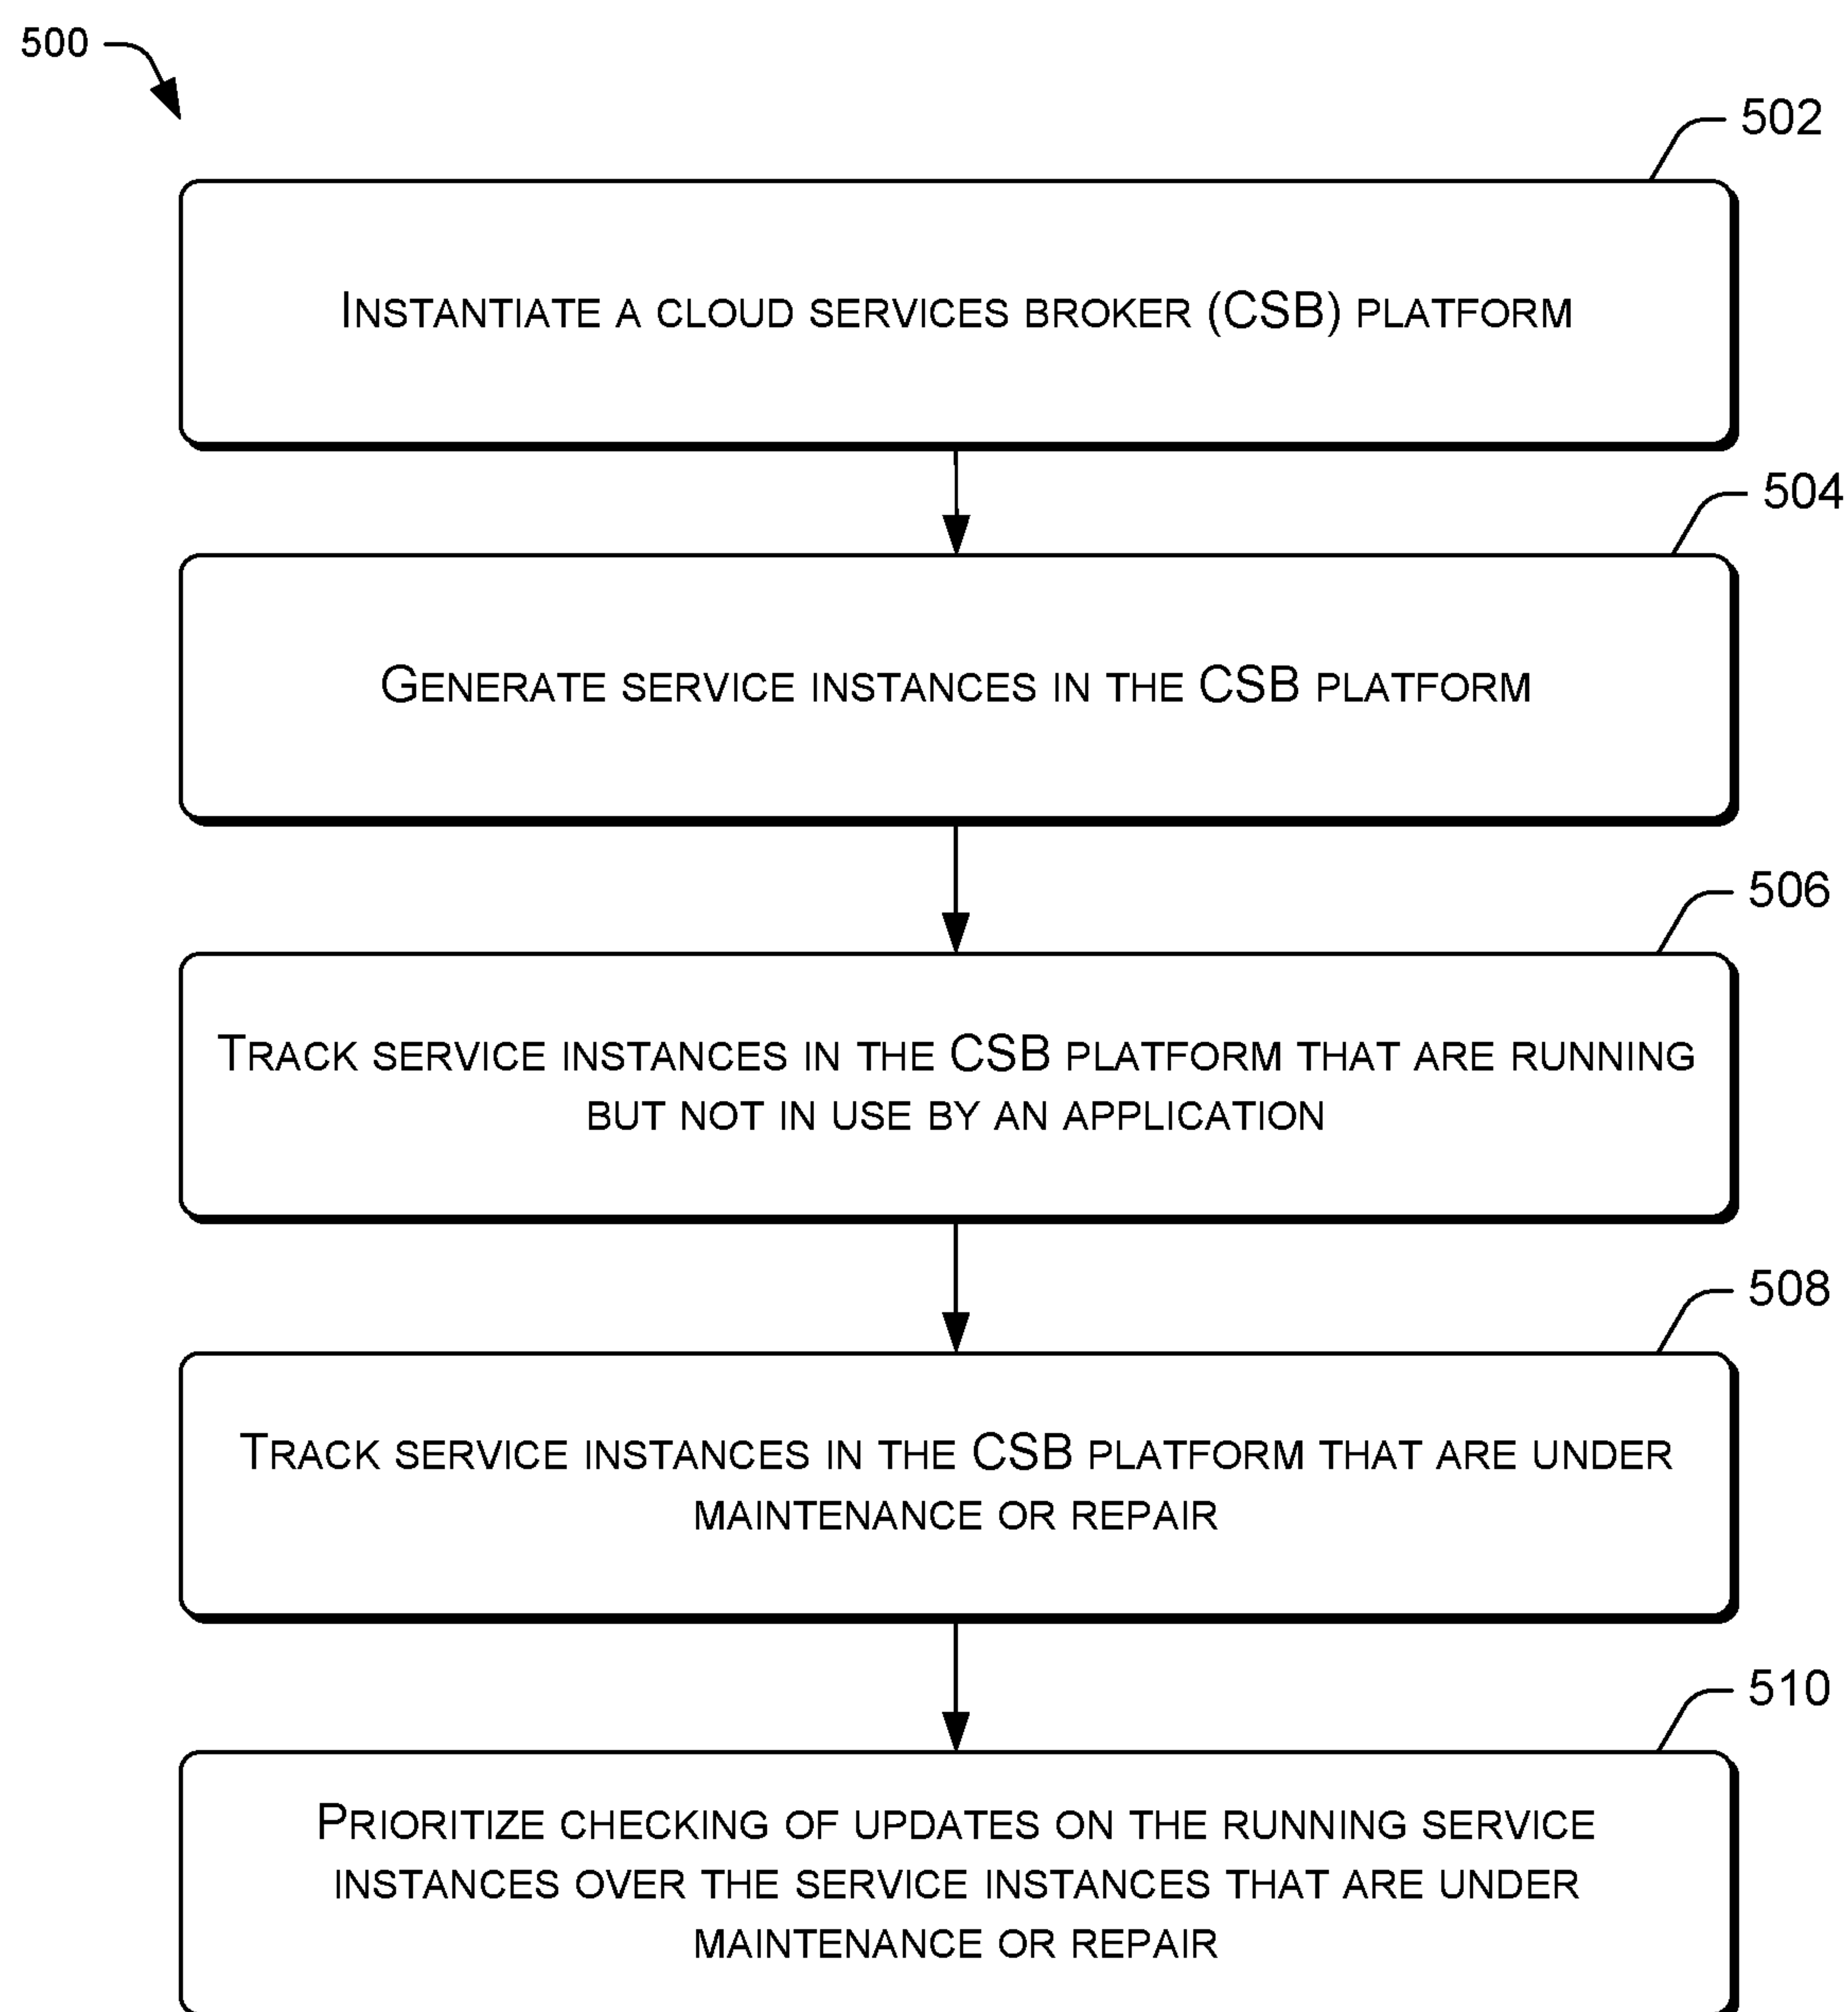 500
502
INSTANTIATE A CLOUD SERVICES BROKER (CSB) PLATFORM
504
GENERATE SERVICE INSTANCES IN THE CSB PLATFORM
506
TRACK SERVICE INSTANCES IN THE CSB PLATFORM THAT ARE RUNNING
BUT NOT IN USE BY AN APPLICATION
508
TRACK SERVICE INSTANCES IN THE CSB PLATFORM THAT ARE UNDER
MAINTENANCE OR REPAIR
510
PRIORITIZE CHECKING OF UPDATES ON THE RUNNING SERVICE
INSTANCES OVER THE SERVICE INSTANCES THAT ARE UNDER
MAINTENANCE OR REPAIR